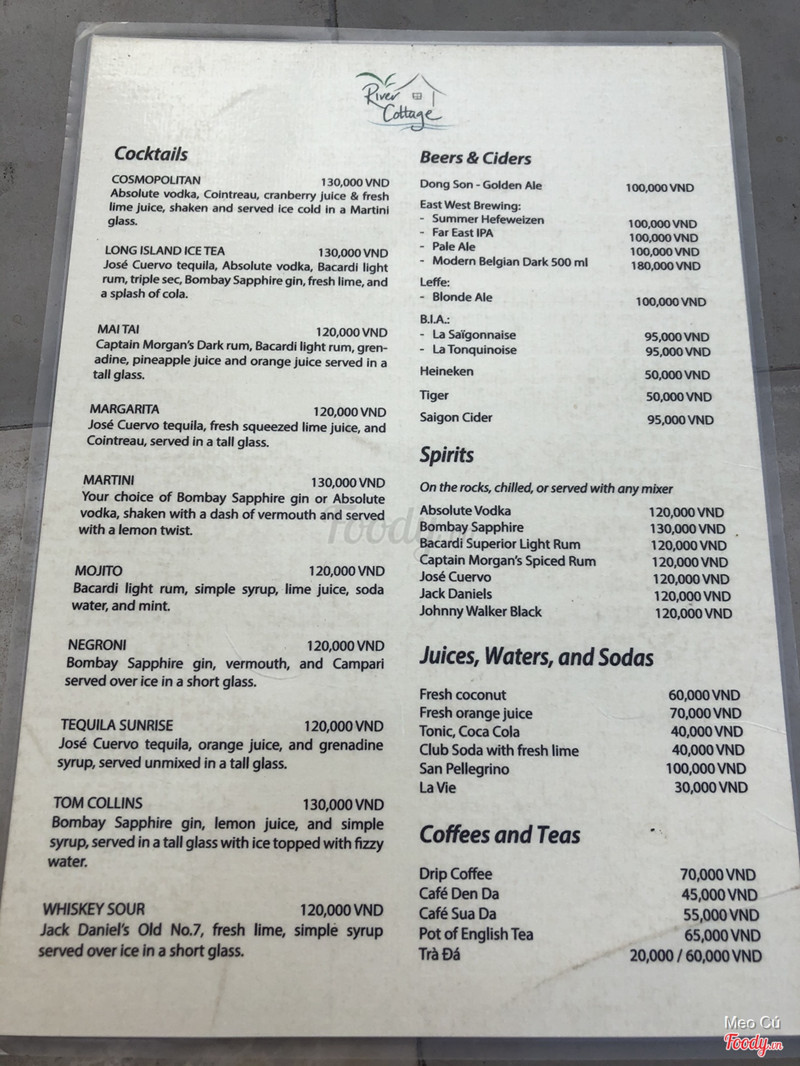 River
Cottage
Cocktails
COSMOPOLITAN 130,000 VND
Absolute vodka, Cointreau, cranberry juice & fresh
lime juice, shaken and served ice cold in a Martini
glass.
LONG ISLAND ICE TEA 130,000 VND
José Cuervo tequila, Absolute vodka, Bacardi light
rum, triple sec, Bombay Sapphire gin, fresh lime, and
a splash of cola.
MAI TAI 120,000 VND
Captain Morgan's Dark rum, Bacardi light rum, gren-
adine, pineapple juice and orange juice served in a
tall glass.
MARGARITA 120,000 VND
José Cuervo tequila, fresh squeezed lime juice, and
Cointreau, served in a tall glass.
MARTINI 130,000 VND
Your choice of Bombay Sapphire gin or Absolute
vodka, shaken with a dash of vermouth and served
with a lemon twist.
MOJITO 120,000 VND
Bacardi light rum, simple syrup, lime juice, soda
water, and mint.
NEGRONI 120,000 VND
Bombay Sapphire gin, vermouth, and Campari
served over ice in a short glass.
TEQUILA SUNRISE 120,000 VND
José Cuervo tequila, orange juice, and grenadine
syrup, served unmixed in a tall glass.
TOM COLLINS 130,000 VND
Bombay Sapphire gin, lemon juice, and simple
syrup, served in a tall glass with ice topped with fizzy
water.
WHISKEY SOUR 120,000 VND
Jack Daniel's Old No.7, fresh lime, simple syrup
served over ice in a short glass.
Beers & Ciders
Dong Son - Golden Ale 100,000 VND
East West Brewing:
- Summer Hefeweizen 100,000 VND
- Far East IPA 100,000 VND
- Pale Ale 100,000 VND
- Modern Belgian Dark 500 ml 180,000 VND
Leffe:
- Blonde Ale 100,000 VND
B.I.A.:
- La Saïgonnaise 95,000 VND
- La Tonquinoise 95,000 VND
Heineken 50,000 VND
Tiger 50,000 VND
Saigon Cider 95,000 VND
Spirits
On the rocks, chilled, or served with any mixer
Absolute Vodka 120,000 VND
Bombay Sapphire 130,000 VND
Bacardi Superior Light Rum 120,000 VND
Captain Morgan's Spiced Rum 120,000 VND
José Cuervo 120,000 VND
Jack Daniels 120,000 VND
Johnny Walker Black 120,000 VND
Juices, Waters, and Sodas
Fresh coconut 60,000 VND
Fresh orange juice 70,000 VND
Tonic, Coca Cola 40,000 VND
Club Soda with fresh lime 40,000 VND
San Pellegrino 100,000 VND
La Vie 30,000 VND
Coffees and Teas
Drip Coffee 70,000 VND
Café Den Da 45,000 VND
Café Sua Da 55,000 VND
Pot of English Tea 65,000 VND
Trà Đá 20,000 / 60,000 VND
Foody
Meo Cú
Foody.vn